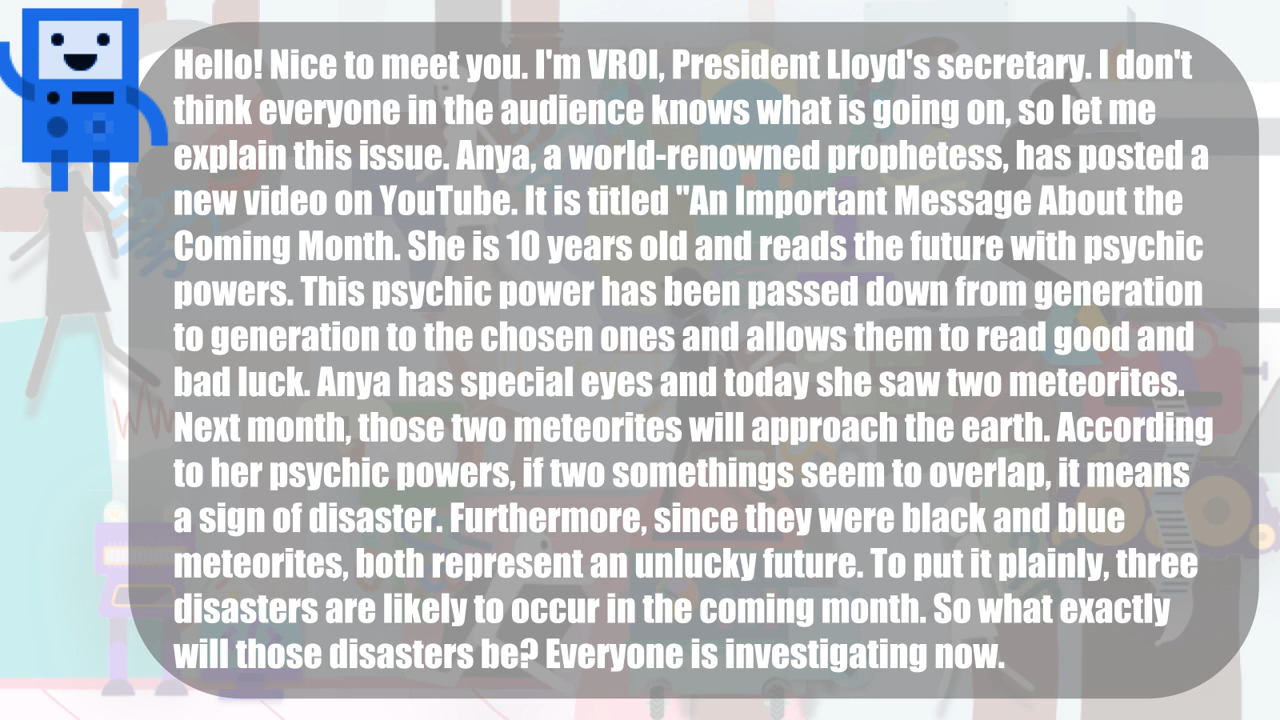 Hello! Nice to meet you. I'm VROI, President Lloyd's secretary. I don't
think everyone in the audience knows what is going on, so let me
explain this issue. Anya, a world-renowned prophetess, has posted a
new video on YouTube. It is titled "An Important Message About the
Coming Month. She is 10 years old and reads the future with psychic
powers. This psychic power has been passed down from generation
to generation to the chosen ones and allows them to read good and
bad luck. Anya has special eyes and today she saw two meteorites.
Next month, those two meteorites will approach the earth. According
to her psychic powers, if two somethings seem to overlap, it means
a sign of disaster. Furthermore, since they were black and blue
meteorites, both represent an unlucky future. To put it plainly, three
disasters are likely to occur in the coming month. So what exactly
will those disasters be? Everyone is investigating now.